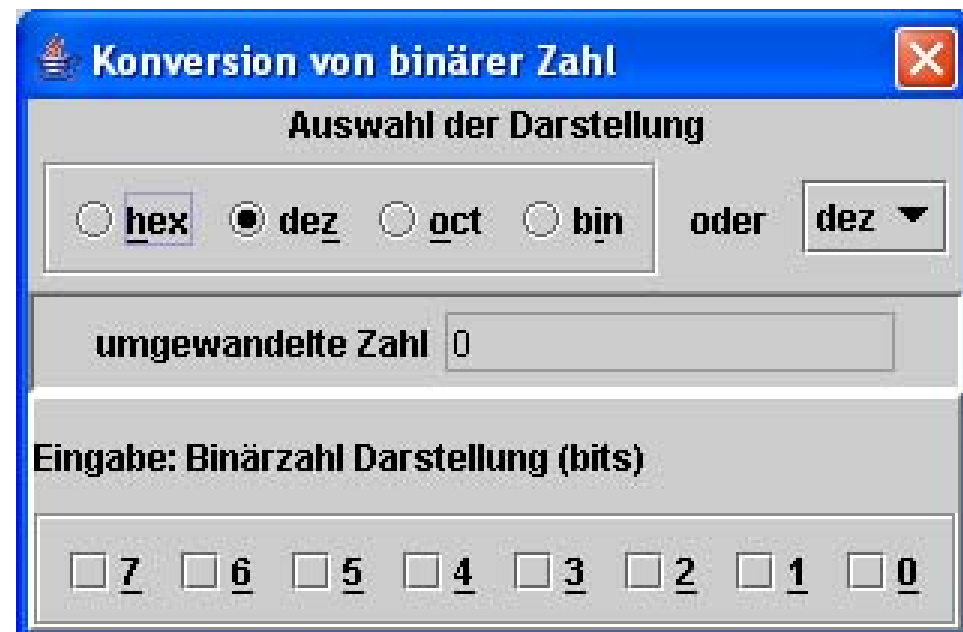 Konversion von binärer Zahl
Auswahl der Darstellung
hex dez oct bin oder dez
umgewandelte Zahl 0
Eingabe: Binärzahl Darstellung (bits)
7 6 5 4 3 2 1 0